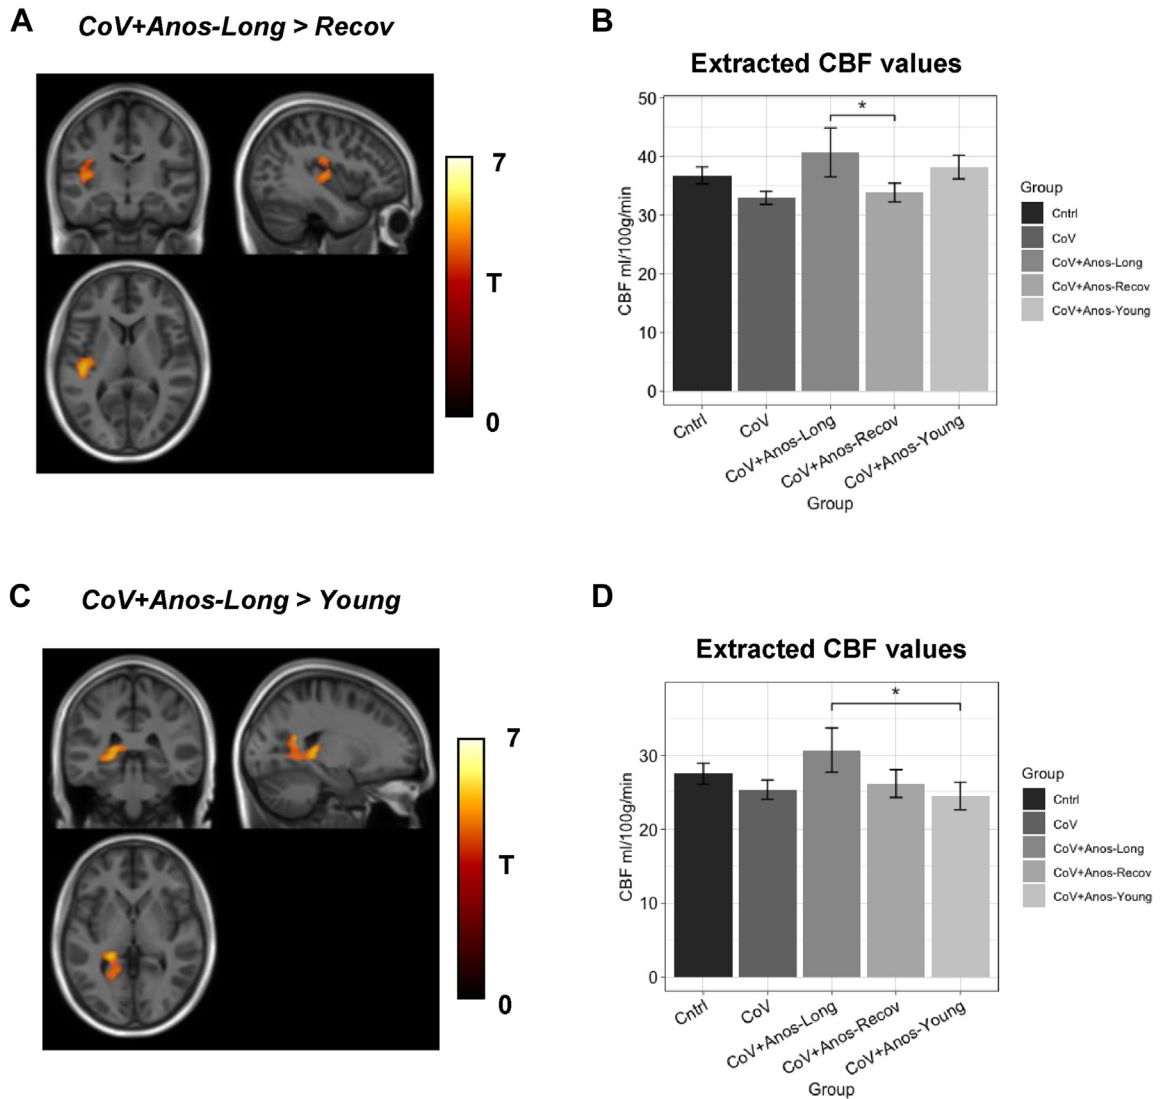 A
CoV+Anos-Long > Recov
7
T
0
B
Extracted CBF values
*
50
40
30
20
10
0
CBF ml/100g/min
Cntrl
CoV
CoV+Anos-Long
CoV+Anos-Recov
CoV+Anos-Young
Group
Group
Cntrl
CoV
CoV+Anos-Long
CoV+Anos-Recov
CoV+Anos-Young
C
CoV+Anos-Long > Young
7
T
0
D
Extracted CBF values
*
30
20
10
0
CBF ml/100g/min
Cntrl
CoV
CoV+Anos-Long
CoV+Anos-Recov
CoV+Anos-Young
Group
Group
Cntrl
CoV
CoV+Anos-Long
CoV+Anos-Recov
CoV+Anos-Young